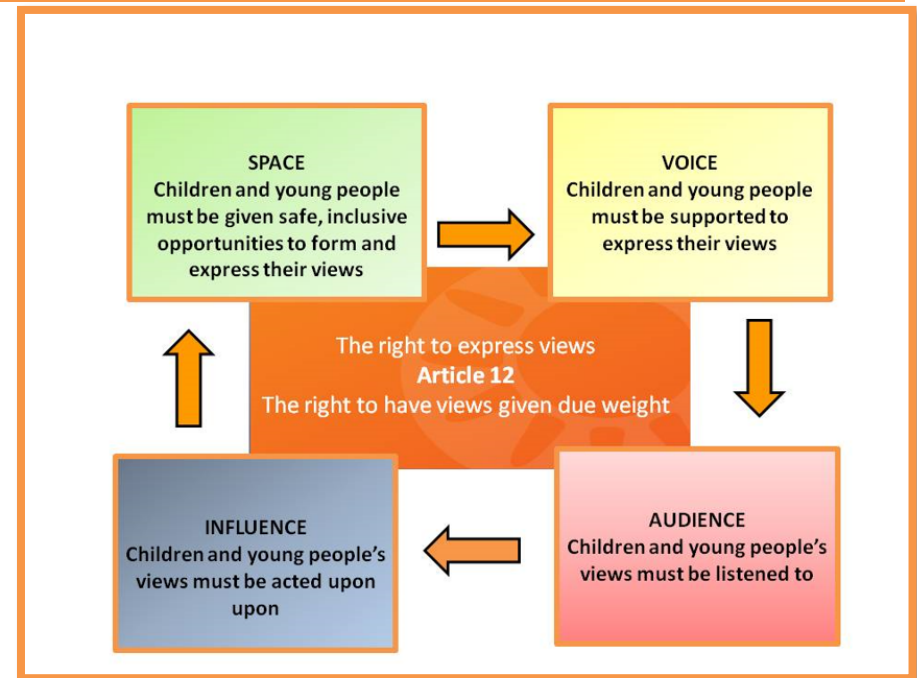 SPACE
Children and young people
must be given safe, inclusive
opportunities to form and
express their views
VOICE
Children and young people
must be supported to
express their views
The right to express views
Article 12
The right to have views given due weight
INFLUENCE
Children and young people’s
views must be acted upon
upon
AUDIENCE
Children and young people’s
views must be listened to